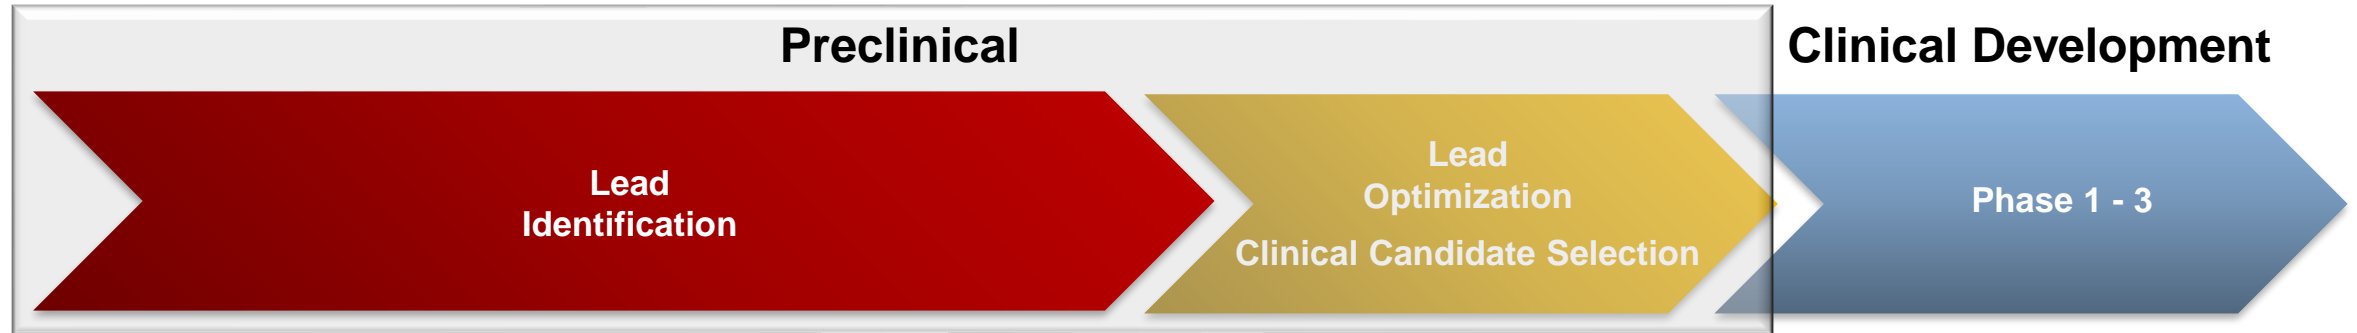 Preclinical
Clinical Development
Lead
Identification
Lead
Optimization
Clinical Candidate Selection
Phase 1 - 3